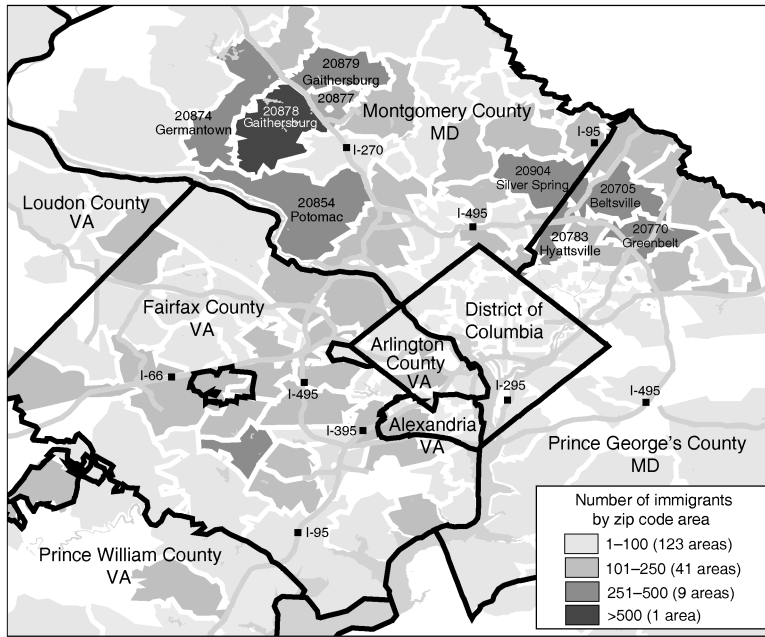 20879
Gaithersburg
20877
20878
Gaithersburg
20874
Germantown
Montgomery County
MD
I-95
I-270
20904
Silver Spring
20705
Beltsville
20854
Potomac
Loudon County
VA
I-495
20783
Hyattsville
20770
Greenbelt
Fairfax County
VA
District of
Columbia
Arlington
County
VA
I-66
I-495
I-295
I-495
I-395
Alexandria
VA
Prince George's County
MD
I-95
Prince William County
VA
Number of immigrants
by zip code area
1–100 (123 areas)
101–250 (41 areas)
251–500 (9 areas)
>500 (1 area)